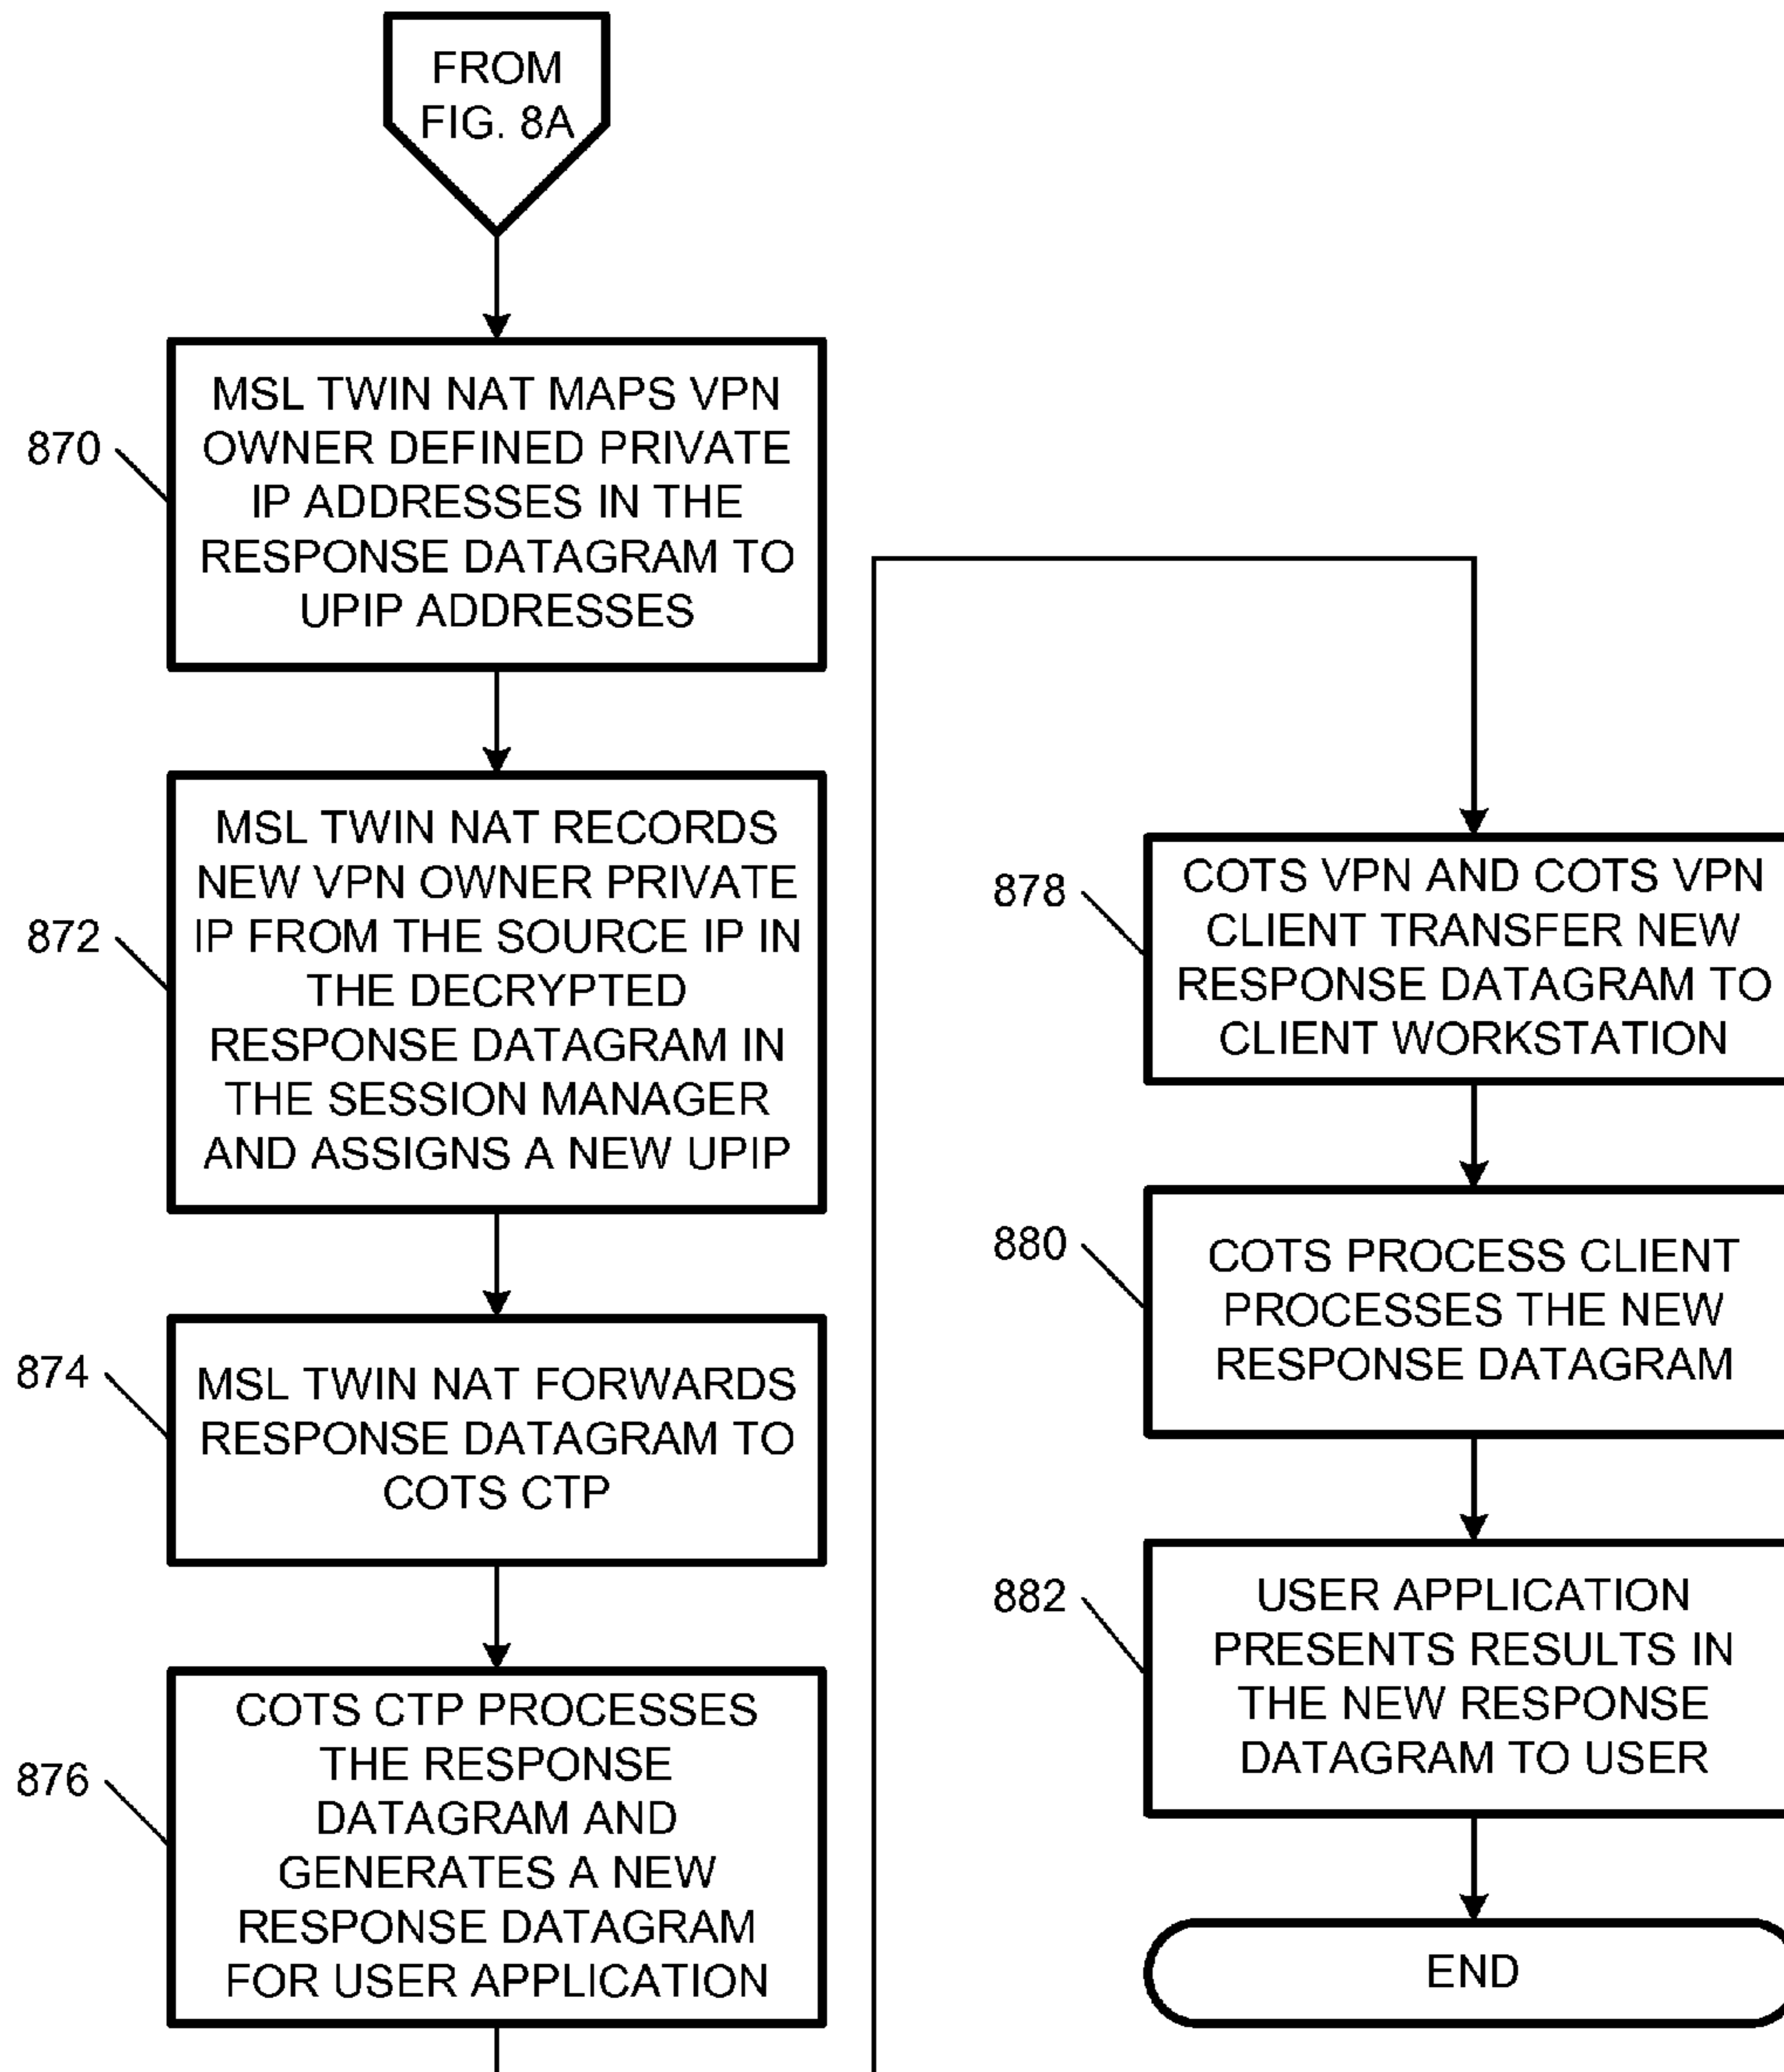 FROM
FIG. 8A
870
MSL TWIN NAT MAPS VPN
OWNER DEFINED PRIVATE
IP ADDRESSES IN THE
RESPONSE DATAGRAM TO
UPIP ADDRESSES
872
MSL TWIN NAT RECORDS
NEW VPN OWNER PRIVATE
IP FROM THE SOURCE IP IN
THE DECRYPTED
RESPONSE DATAGRAM IN
THE SESSION MANAGER
AND ASSIGNS A NEW UPIP
874
MSL TWIN NAT FORWARDS
RESPONSE DATAGRAM TO
COTS CTP
876
COTS CTP PROCESSES
THE RESPONSE
DATAGRAM AND
GENERATES A NEW
RESPONSE DATAGRAM
FOR USER APPLICATION
878
COTS VPN AND COTS VPN
CLIENT TRANSFER NEW
RESPONSE DATAGRAM TO
CLIENT WORKSTATION
880
COTS PROCESS CLIENT
PROCESSES THE NEW
RESPONSE DATAGRAM
882
USER APPLICATION
PRESENTS RESULTS IN
THE NEW RESPONSE
DATAGRAM TO USER
END